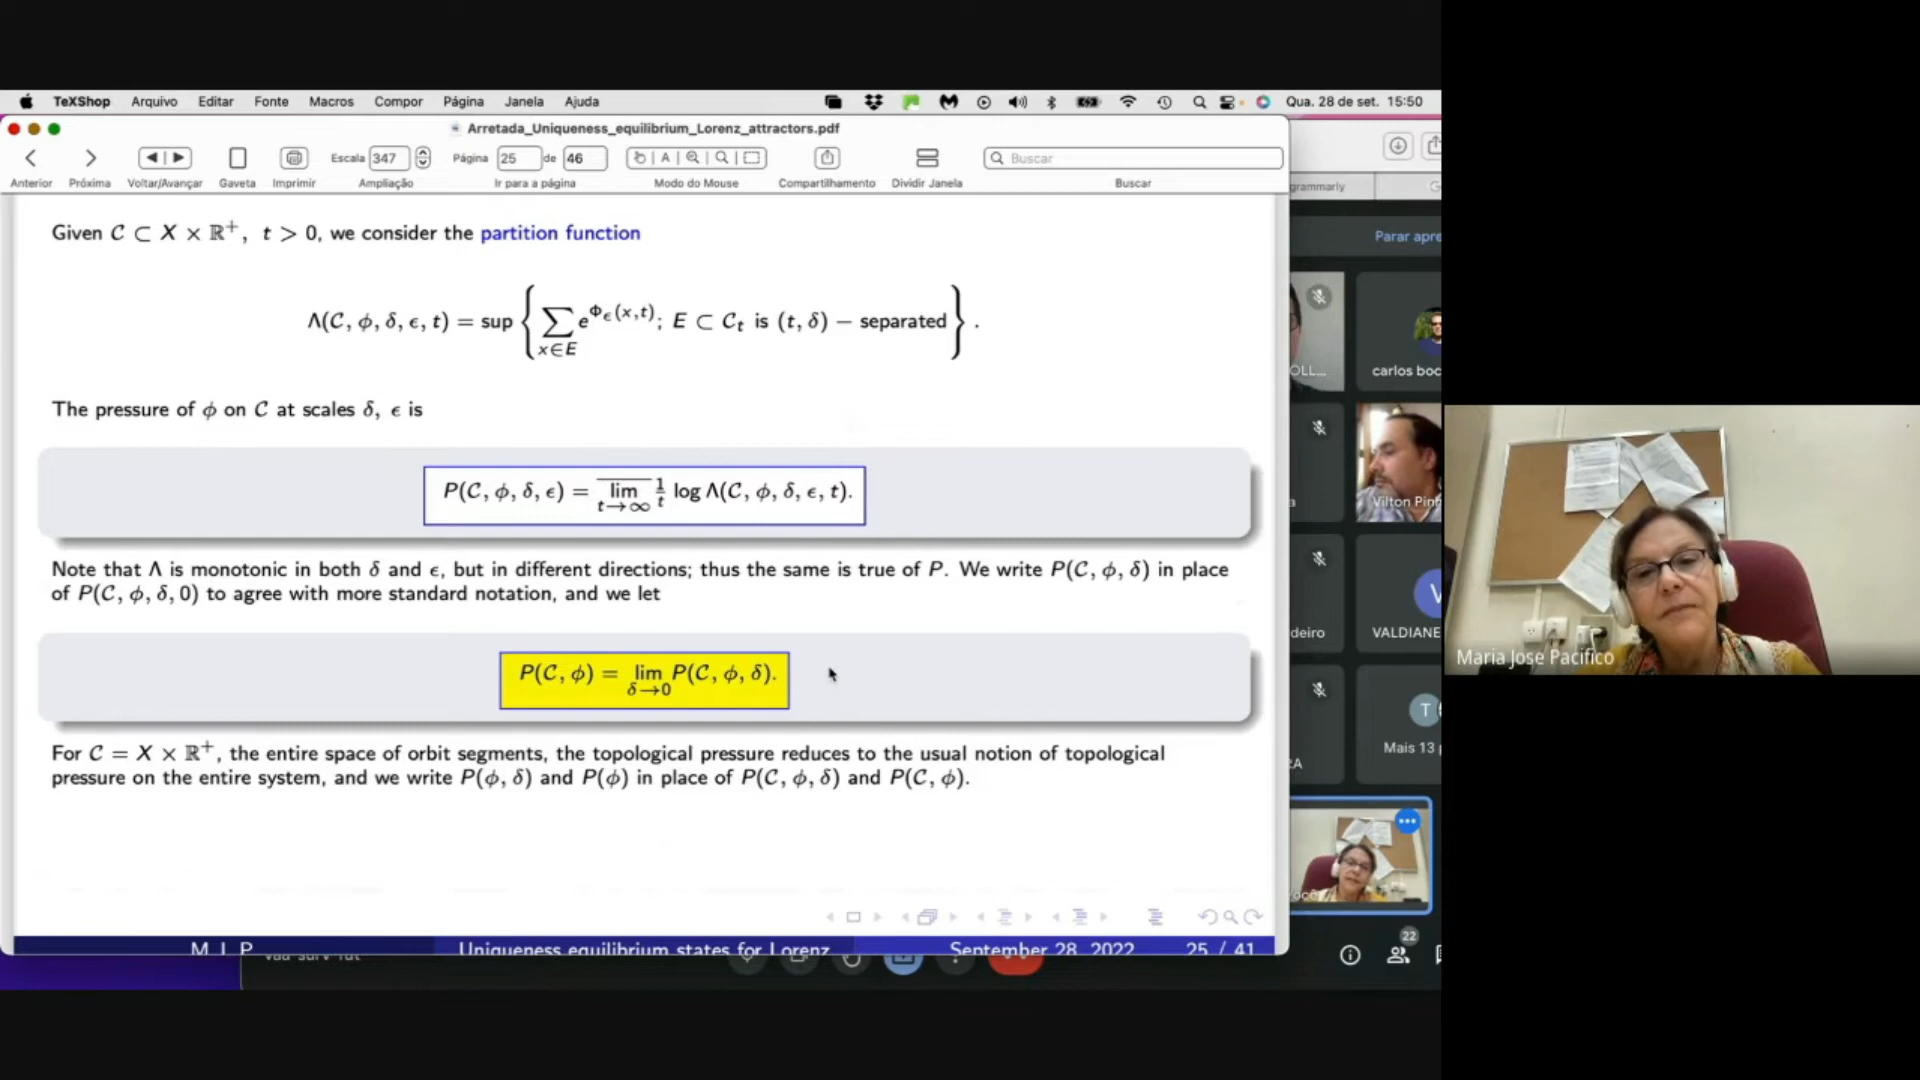 TeXShop Arquivo Editar Fonte Macros Compor Página Janela Ajuda Qua. 28 de set. 15:50
Arretada_Uniqueness_equilibrium_Lorenz_attractors.pdf
Escala 347 Página 25 de 46 A Buscar
Anterior Próxima Voltar/Avançar Gaveta Imprimir Ampliação Ir para a página Modo do Mouse Compartilhamento Dividir Janela Buscar
Given C ⊂ X × ℝ⁺, t > 0, we consider the partition function
Λ(C, ϕ, δ, ϵ, t) = sup { ∑_{x∈E} e^{Φ_ϵ(x,t)}; E ⊂ C_t is (t, δ) − separated } .
The pressure of ϕ on C at scales δ, ϵ is
P(C, ϕ, δ, ϵ) = \overline{lim}_{t→∞} 1/t log Λ(C, ϕ, δ, ϵ, t).
Note that Λ is monotonic in both δ and ϵ, but in different directions; thus the same is true of P. We write P(C, ϕ, δ) in place
of P(C, ϕ, δ, 0) to agree with more standard notation, and we let
P(C, ϕ) = lim_{δ→0} P(C, ϕ, δ).
For C = X × ℝ⁺, the entire space of orbit segments, the topological pressure reduces to the usual notion of topological
pressure on the entire system, and we write P(ϕ, δ) and P(ϕ) in place of P(C, ϕ, δ) and P(C, ϕ).
M J P Uniqueness equilibrium states for Lorenz September 28, 2022 25 / 41
grammarly
Parar apre
OLL...
carlos boc
a
Vilton Pinh
deiro
V
VALDIANE
T
RA
Mais 13 p
22
Maria Jose Pacifico